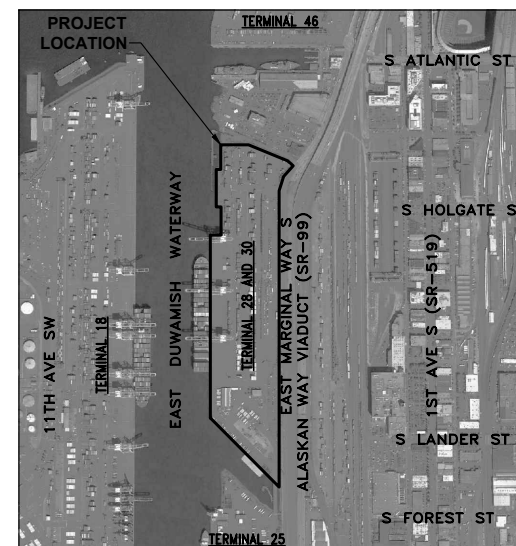 TERMINAL 46
PROJECT
LOCATION
S ATLANTIC ST
S HOLGATE S
EAST DUWAMISH WATERWAY
TERMINAL 28 AND 30
EAST MARGINAL WAY S
ALASKAN WAY VIADUCT (SR-99)
1ST AVE S (SR-519)
11TH AVE SW
TERMINAL 18
S LANDER ST
S FOREST ST
TERMINAL 25